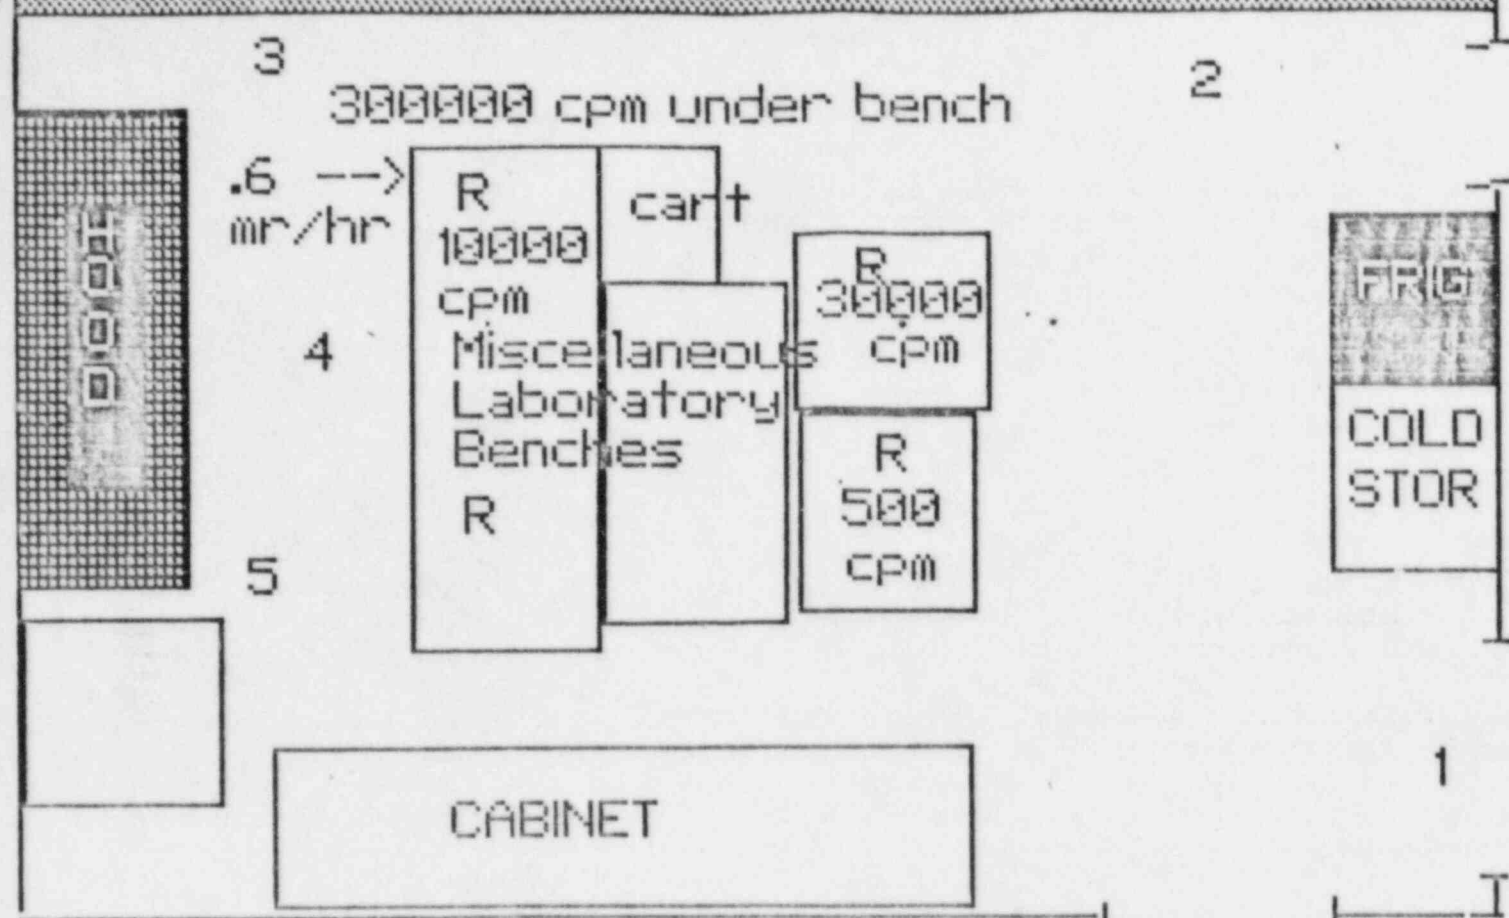 3
2
300000 cpm under bench
.6 -->
mr/hr
HOOD
R
10000
cpm
cart
R
30000
cpm
FRG
4
Miscellaneous
Laboratory
Benches
R
R
500
cpm
COLD
STOR
5
1
CABINET